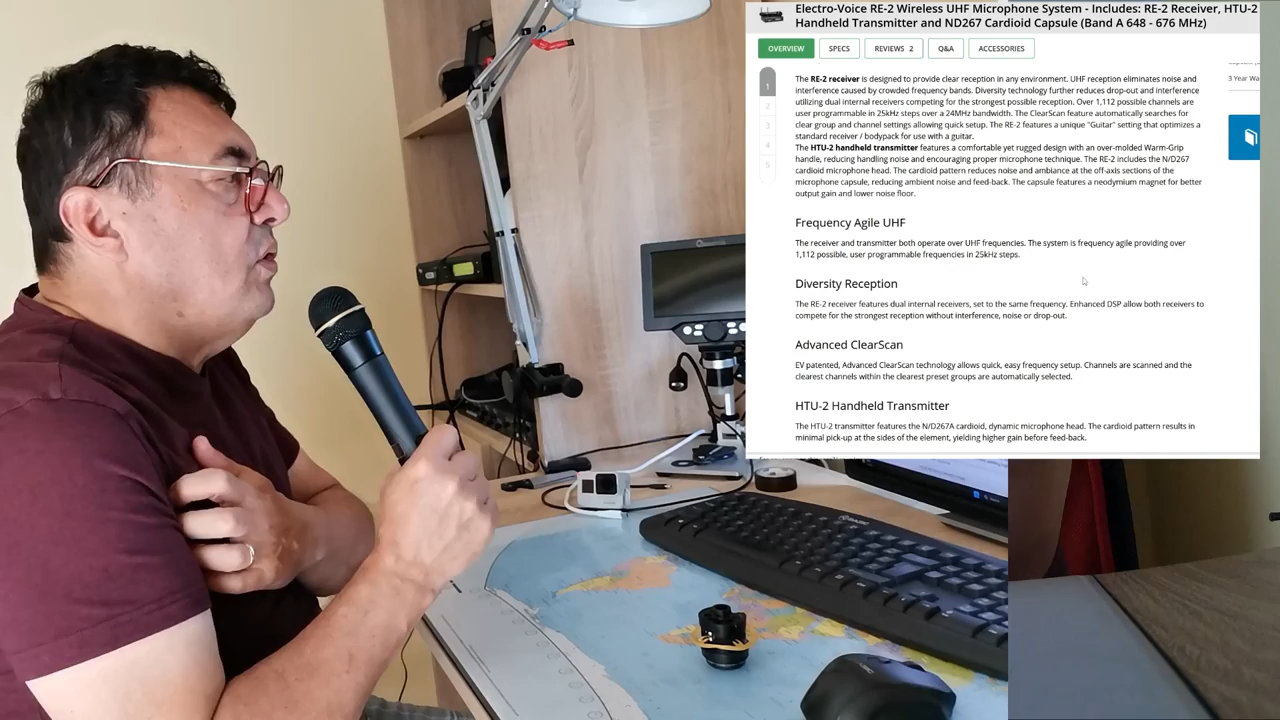 Electro-Voice RE-2 Wireless UHF Microphone System - Includes: RE-2 Receiver, HTU-2
Handheld Transmitter and ND267 Cardioid Capsule (Band A 648 - 676 MHz)
OVERVIEW
SPECS
REVIEWS 2
Q&A
ACCESSORIES
3 Year Wa
1
2
3
4
5
The RE-2 receiver is designed to provide clear reception in any environment. UHF reception eliminates noise and
interference caused by crowded frequency bands. Diversity technology further reduces drop-out and interference
utilizing dual internal receivers competing for the strongest possible reception. Over 1,112 possible channels are
user programmable in 25kHz steps over a 24MHz bandwidth. The ClearScan feature automatically searches for
clear group and channel settings allowing quick setup. The RE-2 features a unique "Guitar" setting that optimizes a
standard receiver / bodypack for use with a guitar.
The HTU-2 handheld transmitter features a comfortable yet rugged design with an over-molded Warm-Grip
handle, reducing handling noise and encouraging proper microphone technique. The RE-2 includes the N/D267
cardioid microphone head. The cardioid pattern reduces noise and ambiance at the off-axis sections of the
microphone capsule, reducing ambient noise and feed-back. The capsule features a neodymium magnet for better
output gain and lower noise floor.
Frequency Agile UHF
The receiver and transmitter both operate over UHF frequencies. The system is frequency agile providing over
1,112 possible, user programmable frequencies in 25kHz steps.
Diversity Reception
The RE-2 receiver features dual internal receivers, set to the same frequency. Enhanced DSP allow both receivers to
compete for the strongest reception without interference, noise or drop-out.
Advanced ClearScan
EV patented, Advanced ClearScan technology allows quick, easy frequency setup. Channels are scanned and the
clearest channels within the clearest preset groups are automatically selected.
HTU-2 Handheld Transmitter
The HTU-2 transmitter features the N/D267A cardioid, dynamic microphone head. The cardioid pattern results in
minimal pick-up at the sides of the element, yielding higher gain before feed-back.